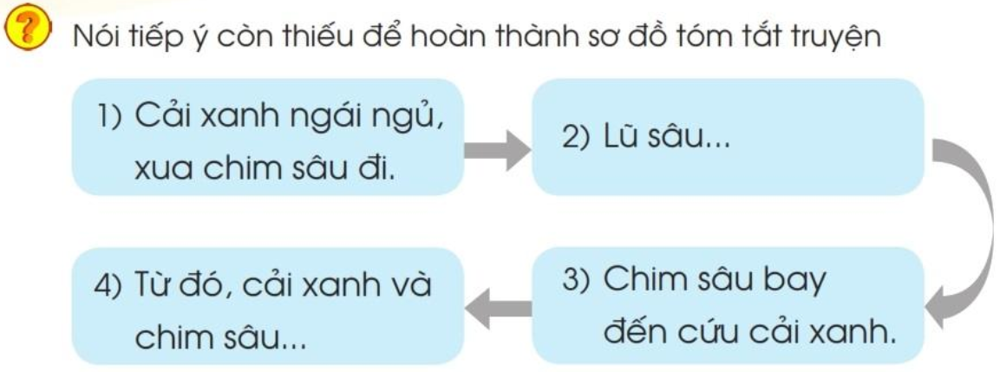 ?
Nói tiếp ý còn thiếu để hoàn thành sơ đồ tóm tắt truyện
1) Cải xanh ngái ngủ,
xua chim sâu đi.
2) Lũ sâu...
3) Chim sâu bay
đến cứu cải xanh.
4) Từ đó, cải xanh và
chim sâu...